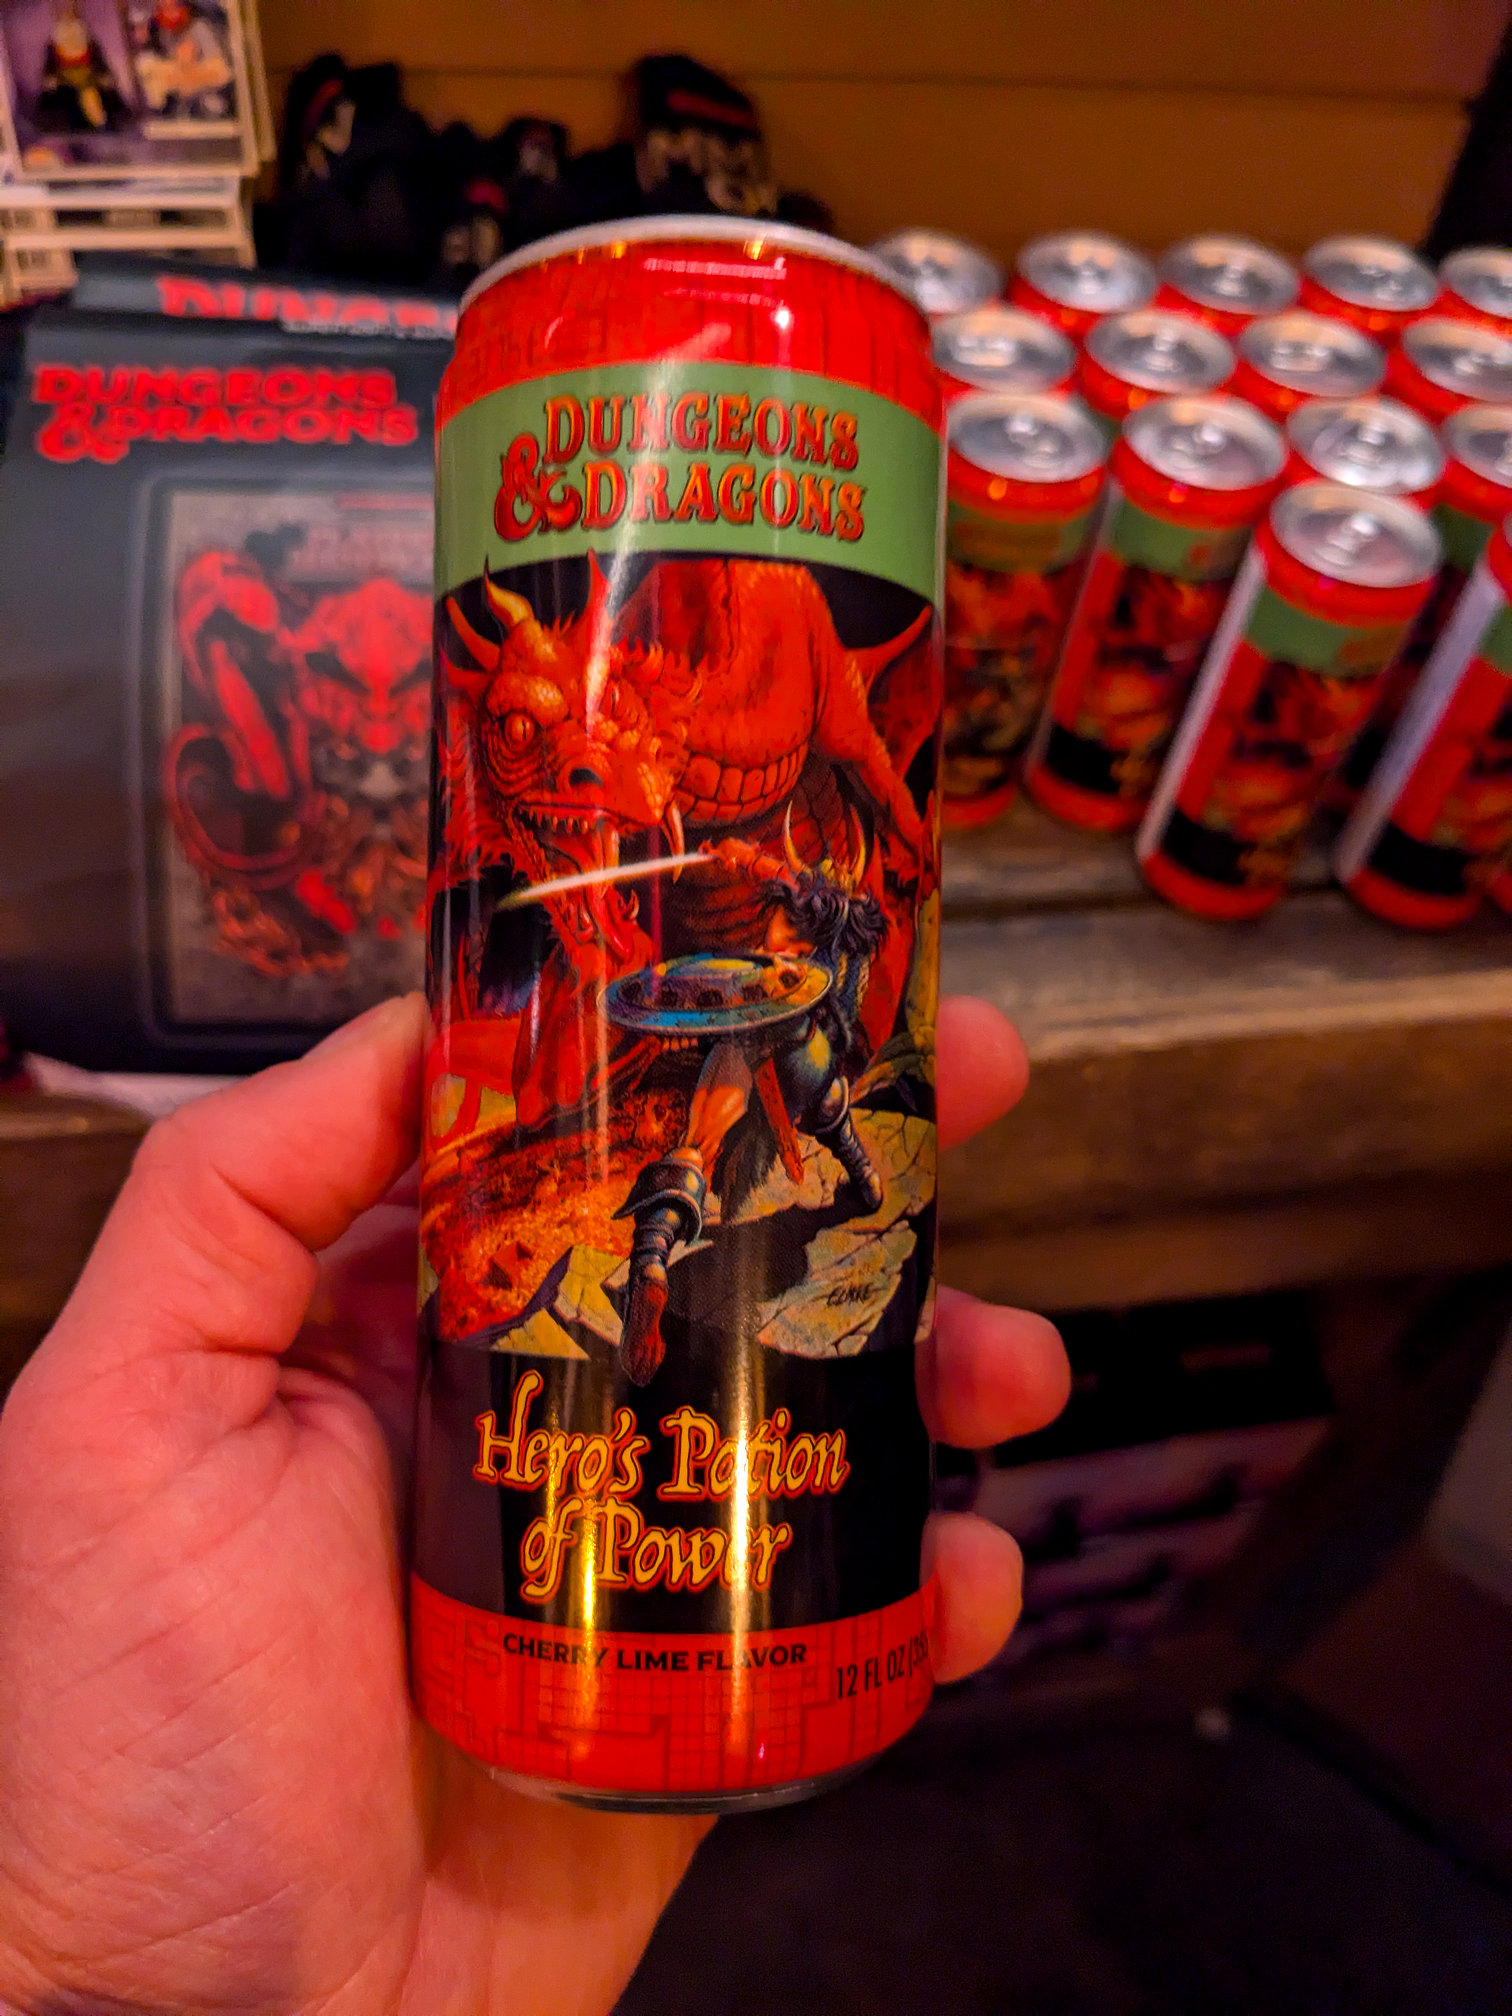 DUNGEONS
& DRAGONS
DUNGEONS
& DRAGONS
Hero's Potion
of Power
CHERRY LIME FLAVOR
12 FL OZ